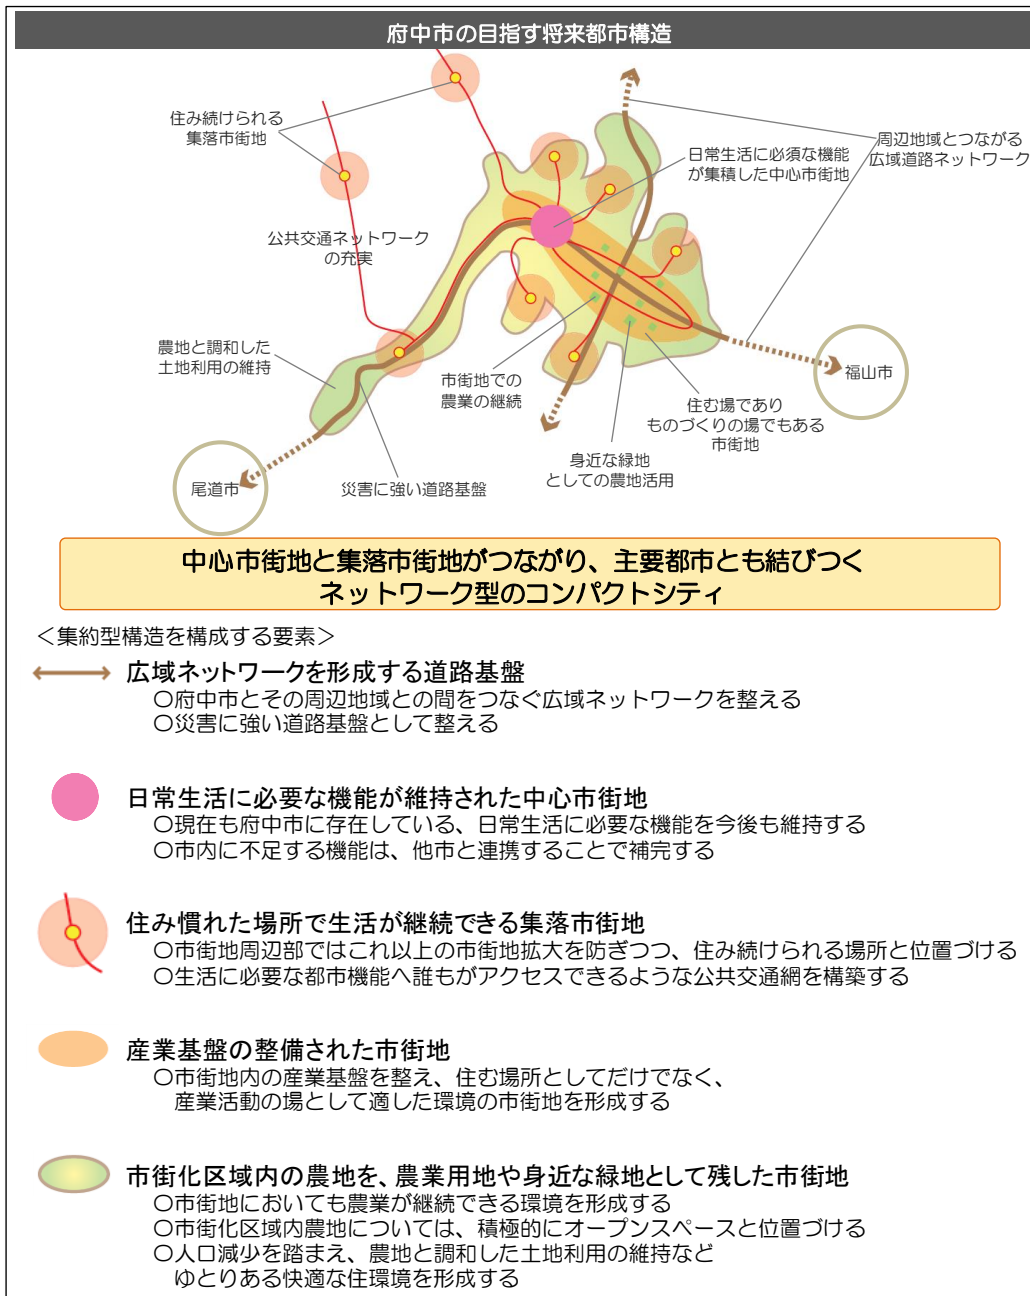 府中市の目指す将来都市構造
住み続けられる
集落市街地
周辺地域とつながる
広域道路ネットワーク
日常生活に必須な機能
が集積した中心市街地
公共交通ネットワーク
の充実
農地と調和した
土地利用の維持
市街地での
農業の継続
福山市
住む場であり
ものづくりの場でもある
市街地
身近な緑地
としての農地活用
尾道市
災害に強い道路基盤
中心市街地と集落市街地がつながり、主要都市とも結びつく
ネットワーク型のコンパクトシティ
＜集約型構造を構成する要素＞
広域ネットワークを形成する道路基盤
○府中市とその周辺地域との間をつなぐ広域ネットワークを整える
○災害に強い道路基盤として整える
日常生活に必要な機能が維持された中心市街地
○現在も府中市に存在している、日常生活に必要な機能を今後も維持する
○市内に不足する機能は、他市と連携することで補完する
住み慣れた場所で生活が継続できる集落市街地
○市街地周辺部ではこれ以上の市街地拡大を防ぎつつ、住み続けられる場所と位置づける
○生活に必要な都市機能へ誰もがアクセスできるような公共交通網を構築する
産業基盤の整備された市街地
○市街地内の産業基盤を整え、住む場所としてだけでなく、
産業活動の場として適した環境の市街地を形成する
市街化区域内の農地を、農業用地や身近な緑地として残した市街地
○市街地においても農業が継続できる環境を形成する
○市街化区域内農地については、積極的にオープンスペースと位置づける
○人口減少を踏まえ、農地と調和した土地利用の維持など
ゆとりある快適な住環境を形成する